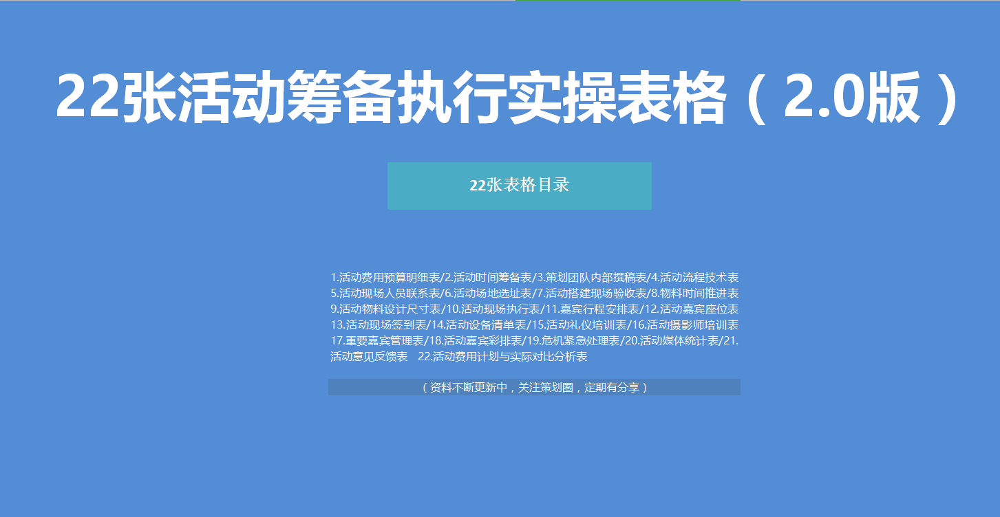 22张活动筹备执行实操表格（2.0版）
22张表格目录
1.活动费用预算明细表/2.活动时间筹备表/3.策划团队内部撰稿表/4.活动流程技术表
5.活动现场人员联系表/6.活动场地选址表/7.活动搭建现场验收表/8.物料时间推进表
9.活动物料设计尺寸表/10.活动现场执行表/11.嘉宾行程安排表/12.活动嘉宾座位表
13.活动现场签到表/14.活动设备清单表/15.活动礼仪培训表/16.活动摄影师培训表
17.重要嘉宾管理表/18.活动嘉宾彩排表/19.危机紧急处理表/20.活动媒体统计表/21.
活动意见反馈表　22.活动费用计划与实际对比分析表
（资料不断更新中，关注策划圈，定期有分享）